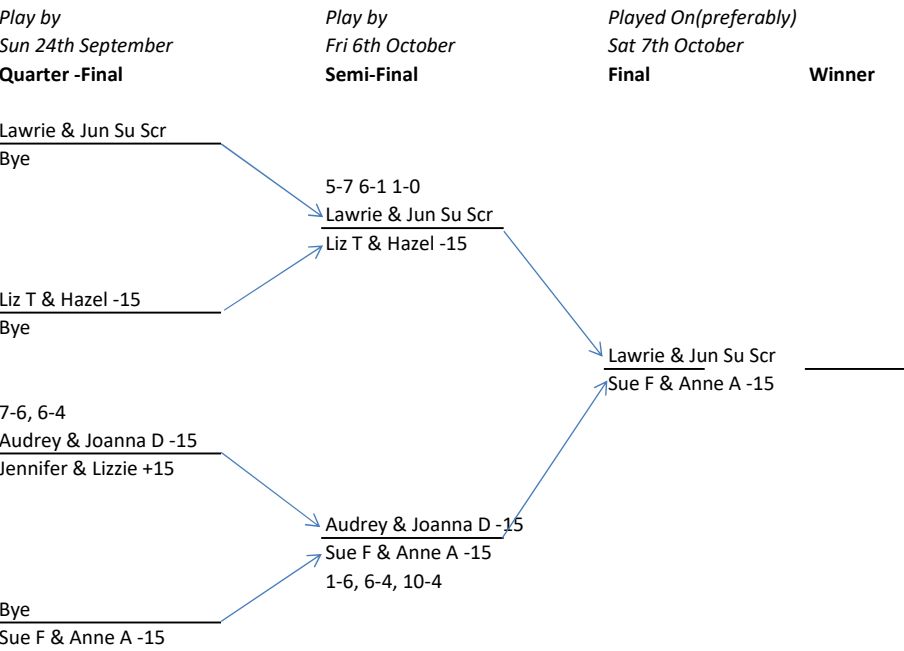 Play by
Sun 24th September
Quarter -Final
Play by
Fri 6th October
Semi-Final
Played On(preferably)
Sat 7th October
Final
Winner
Lawrie & Jun Su Scr
Bye
Liz T & Hazel -15
Bye
7-6, 6-4
Audrey & Joanna D -15
Jennifer & Lizzie +15
Bye
Sue F & Anne A -15
5-7 6-1 1-0
Lawrie & Jun Su Scr
Liz T & Hazel -15
Audrey & Joanna D -15
Sue F & Anne A -15
1-6, 6-4, 10-4
Lawrie & Jun Su Scr
Sue F & Anne A -15